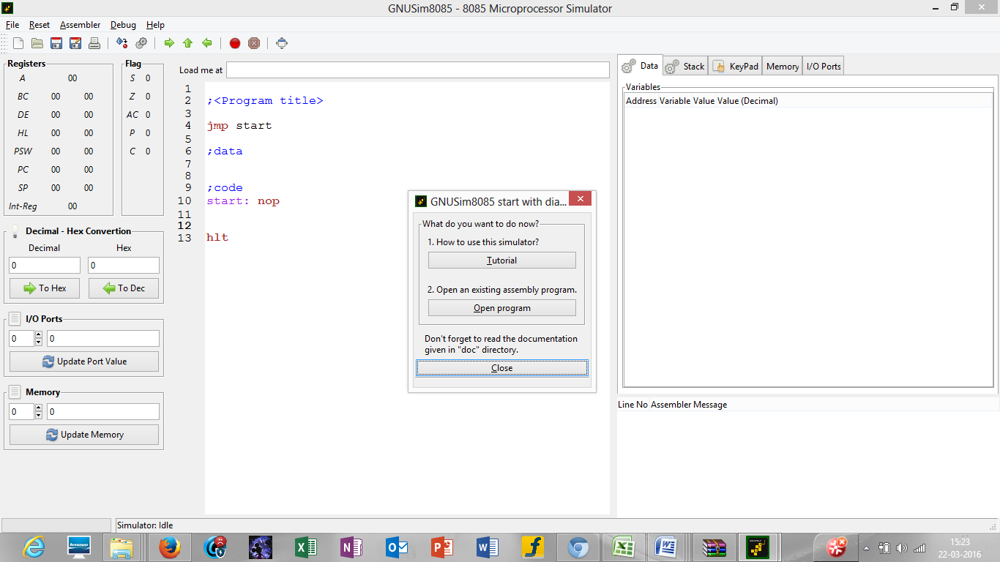 GNUSim8085 - 8085 Microprocessor Simulator
File Reset Assembler Debug Help
Registers
A 00
BC 00 00
DE 00 00
HL 00 00
PSW 00 00
PC 00 00
SP 00 00
Int-Reg 00
Flag
S 0
Z 0
AC 0
P 0
C 0
Decimal - Hex Convertion
Decimal Hex
0 0
To Hex To Dec
I/O Ports
0 0
Update Port Value
Memory
0 0
Update Memory
Load me at
1
2 ;<Program title>
3
4 jmp start
5
6 ;data
7
8
9 ;code
10 start: nop
11
12
13 hlt
GNUSim8085 start with dia...
What do you want to do now?
1. How to use this simulator?
Tutorial
2. Open an existing assembly program.
Open program
Don't forget to read the documentation
given in "doc" directory.
Close
Data Stack KeyPad Memory I/O Ports
Variables
Address Variable Value Value (Decimal)
Line No Assembler Message
Simulator: Idle
lenovo
15:23
22-03-2016